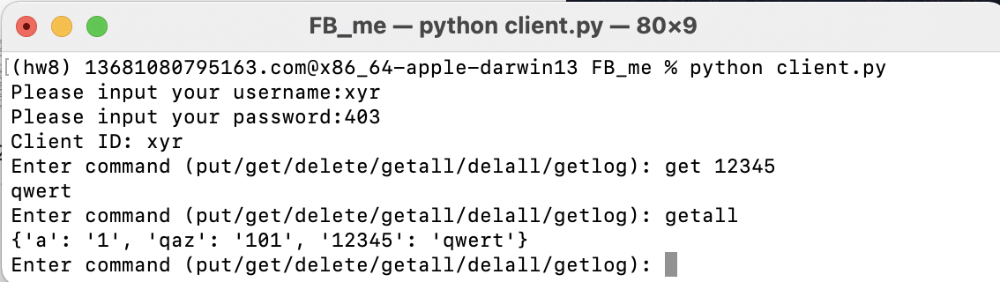 FB_me — python client.py — 80×9
(hw8) 13681080795163.com@x86_64-apple-darwin13 FB_me % python client.py
Please input your username:xyr
Please input your password:403
Client ID: xyr
Enter command (put/get/delete/getall/delall/getlog): get 12345
qwert
Enter command (put/get/delete/getall/delall/getlog): getall
{'a': '1', 'qaz': '101', '12345': 'qwert'}
Enter command (put/get/delete/getall/delall/getlog):